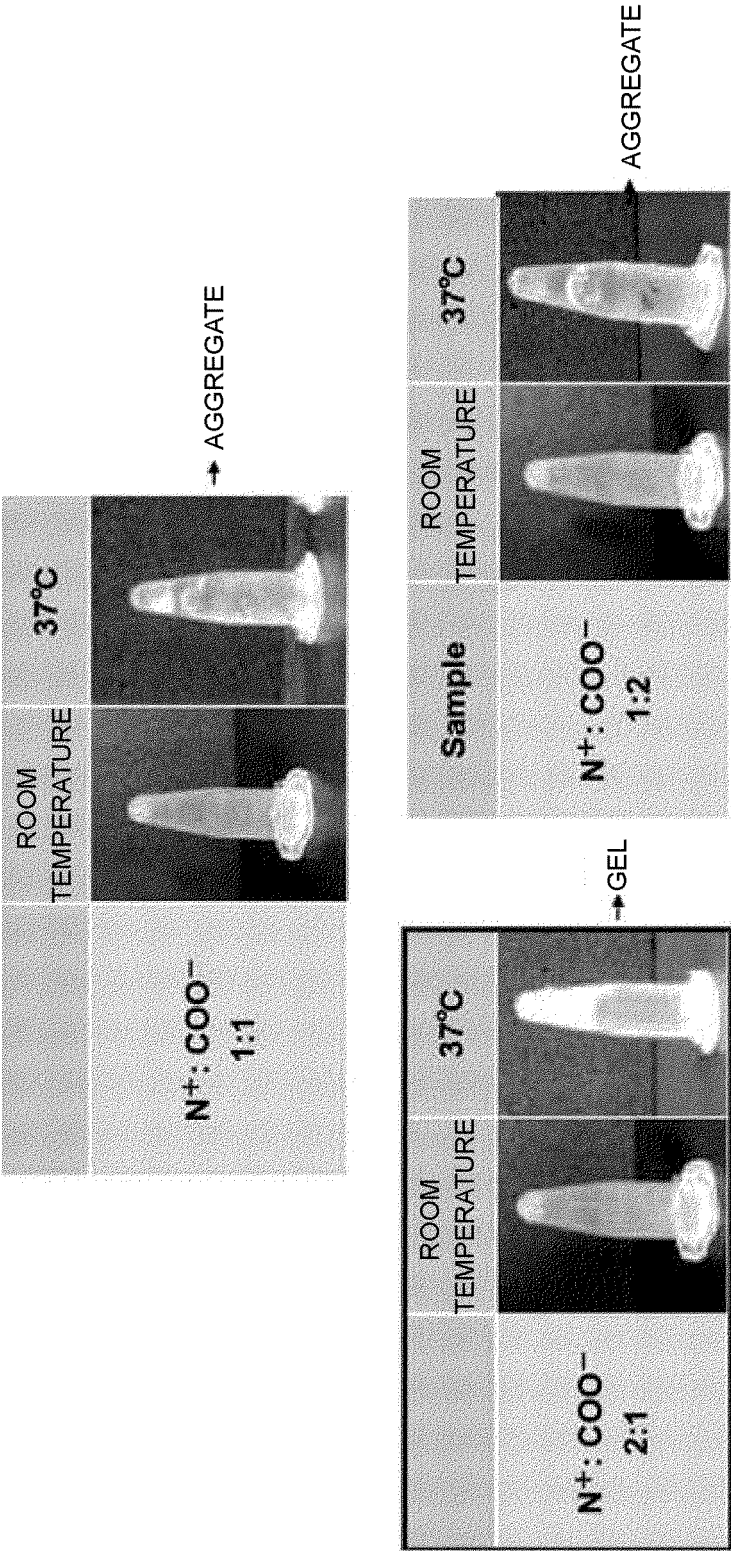 ROOM
TEMPERATURE
37°C
N⁺: COO⁻
1:1
→ AGGREGATE
ROOM
TEMPERATURE
37°C
N⁺: COO⁻
2:1
→ GEL
Sample
ROOM
TEMPERATURE
37°C
N⁺: COO⁻
1:2
→ AGGREGATE